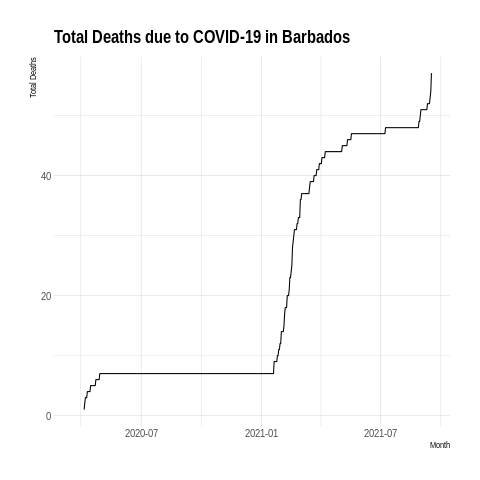 Total Deaths due to COVID-19 in Barbados
Total Deaths
40
20
0
2020-07
2021-01
2021-07
Month